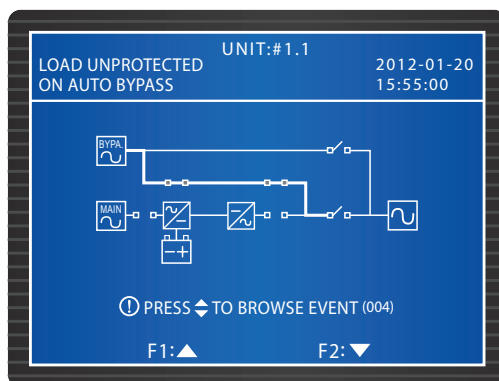 UNIT:#1.1
LOAD UNPROTECTED
ON AUTO BYPASS
2012-01-20
15:55:00
BYPA.
MAIN
PRESS TO BROWSE EVENT (004)
F1:
F2: